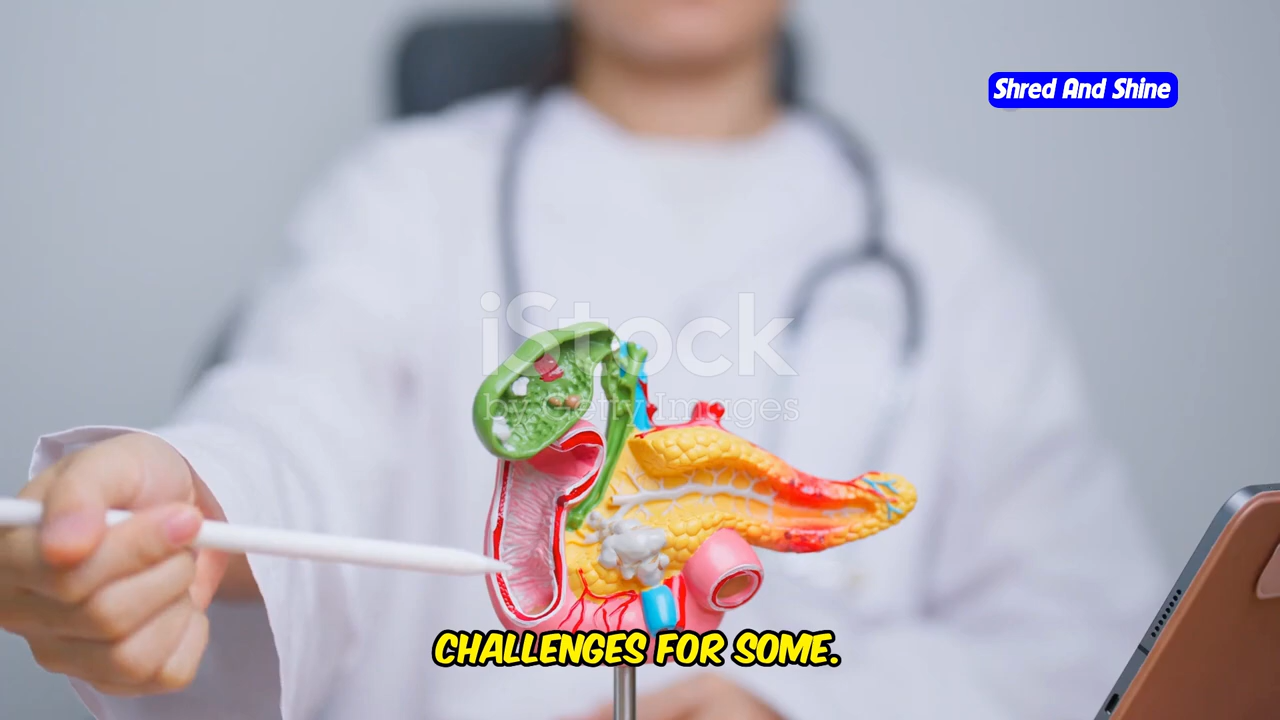 Shred And Shine
iStock
by Getty Images
CHALLENGES FOR SOME.